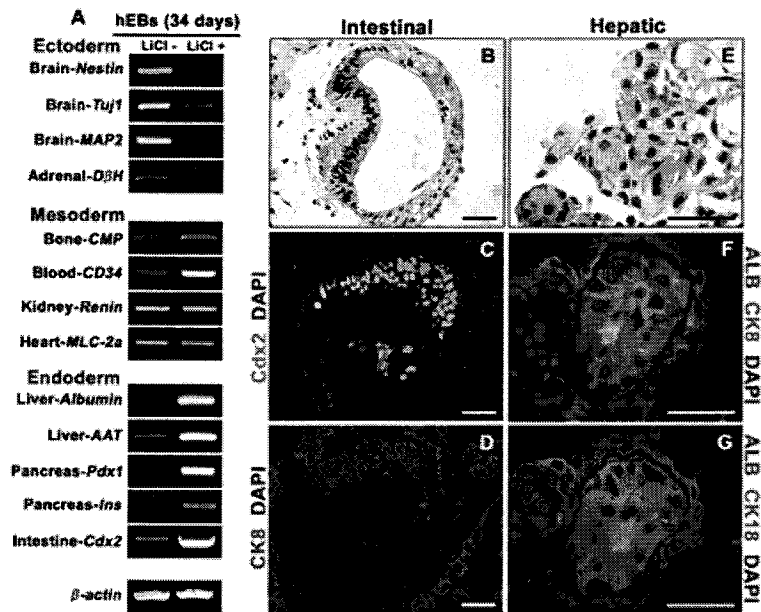 A
hEBs (34 days)
LiCl - LiCl +
Ectoderm
Brain-Nestin
Brain-Tuj1
Brain-MAP2
Adrenal-DβH
Mesoderm
Bone-CMP
Blood-CD34
Kidney-Renin
Heart-MLC-2a
Endoderm
Liver-Albumin
Liver-AAT
Pancreas-Pdx1
Pancreas-Ins
Intestine-Cdx2
β-actin
Intestinal
B
Cdx2 DAPI
C
CK8 DAPI
D
Hepatic
E
F
ALB CK8 DAPI
G
ALB CK18 DAPI